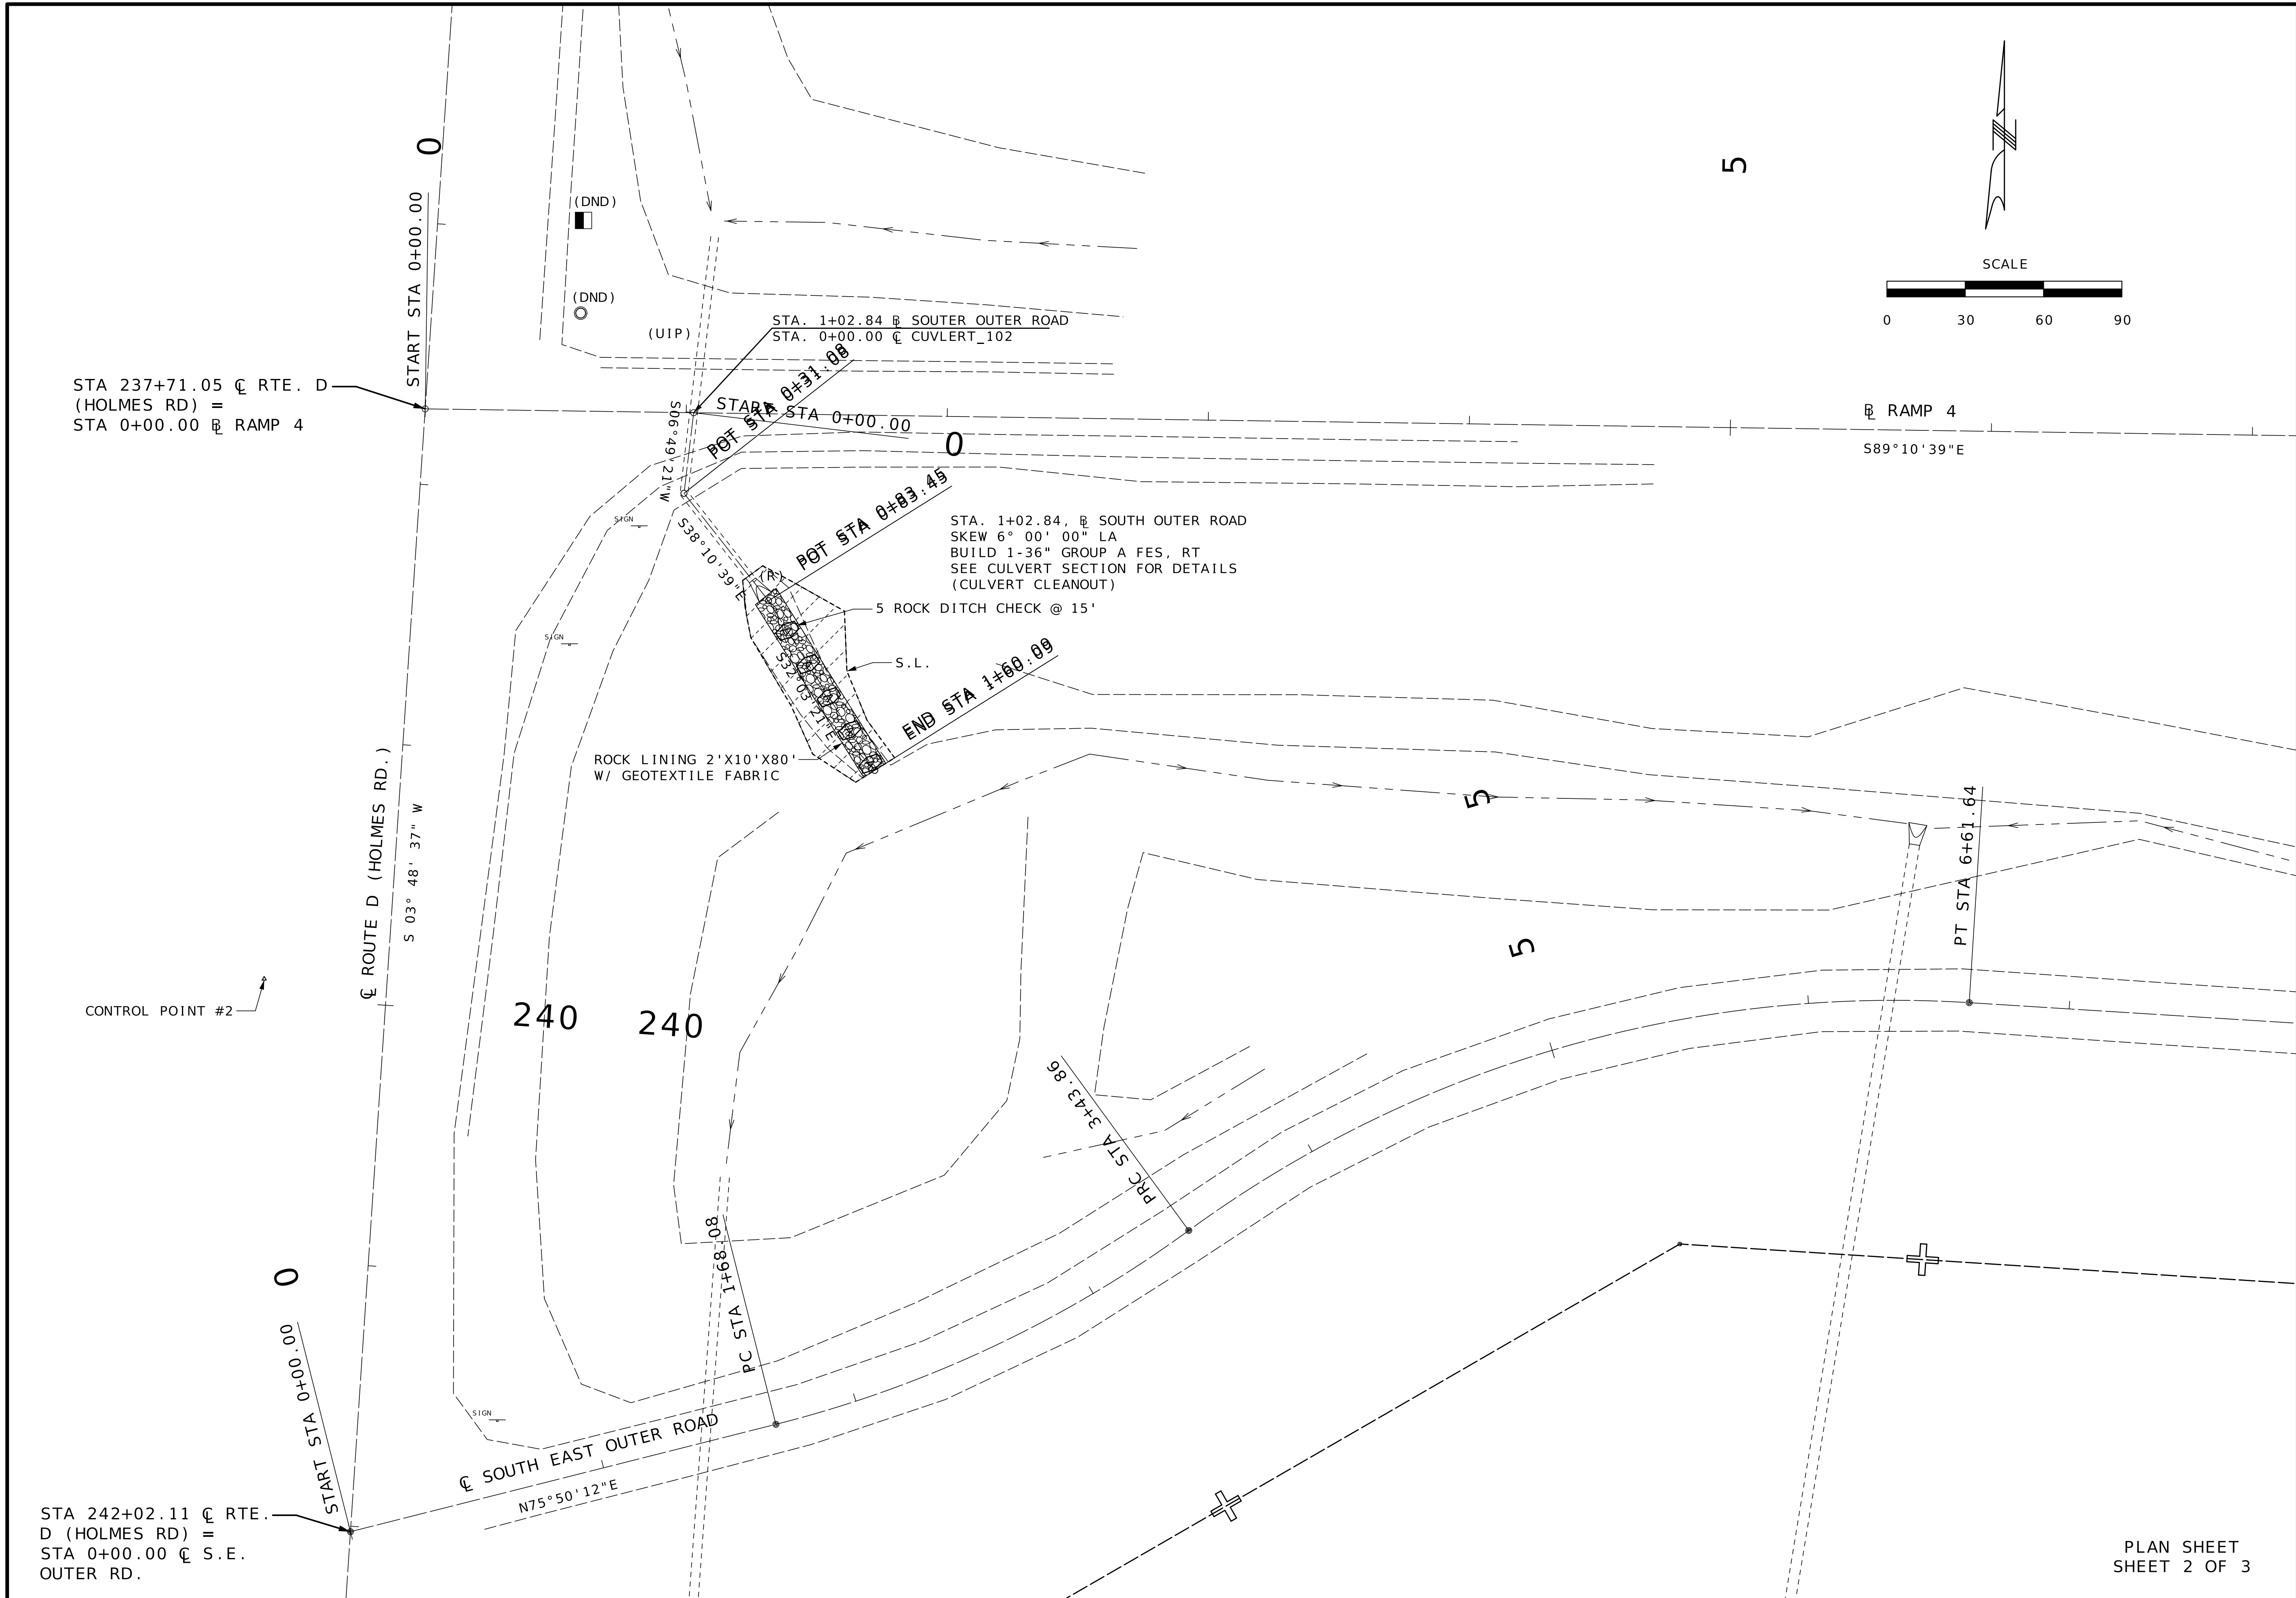 0
5
START STA 0+00.00
(DND)
(DND)
(UIP)
SCALE
0 30 60 90
STA. 1+02.84 ⅊ SOUTER OUTER ROAD
STA. 0+00.00 ℄ CUVLERT_102
STA 237+71.05 ℄ RTE. D
(HOLMES RD) =
STA 0+00.00 ⅊ RAMP 4
POT STA 0+31.08
START STA 0+00.00
0
S06°49'21"W
⅊ RAMP 4
S89°10'39"E
POT STA 0+83.45
SIGN
S38°10'39"E
STA. 1+02.84, ⅊ SOUTH OUTER ROAD
SKEW 6° 00' 00" LA
BUILD 1-36" GROUP A FES, RT
SEE CULVERT SECTION FOR DETAILS
(CULVERT CLEANOUT)
(R)
5 ROCK DITCH CHECK @ 15'
SIGN
S.L.
S32°03'21"E
END STA 1+60.09
ROCK LINING 2'X10'X80'
W/ GEOTEXTILE FABRIC
5
PT STA 6+61.64
℄ ROUTE D (HOLMES RD.)
S 03° 48' 37" W
5
CONTROL POINT #2
240 240
PRC STA 3+43.86
PC STA 1+68.08
0
START STA 0+00.00
SIGN
℄ SOUTH EAST OUTER ROAD
N75°50'12"E
STA 242+02.11 ℄ RTE.
D (HOLMES RD) =
STA 0+00.00 ℄ S.E.
OUTER RD.
PLAN SHEET
SHEET 2 OF 3